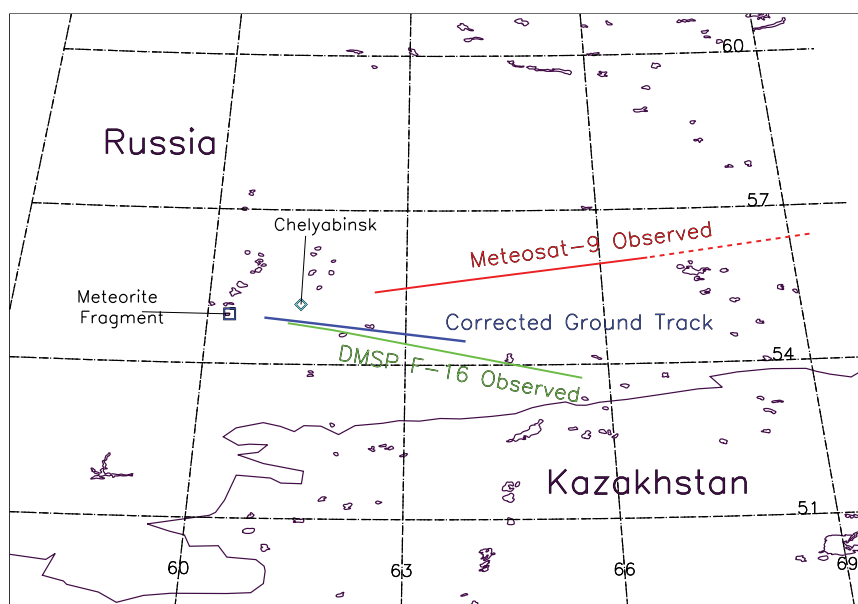 60
Russia
57
Chelyabinsk
Meteosat-9 Observed
Meteorite
Fragment
Corrected Ground Track
54
DMSP F-16 Observed
Kazakhstan
51
60
63
66
69